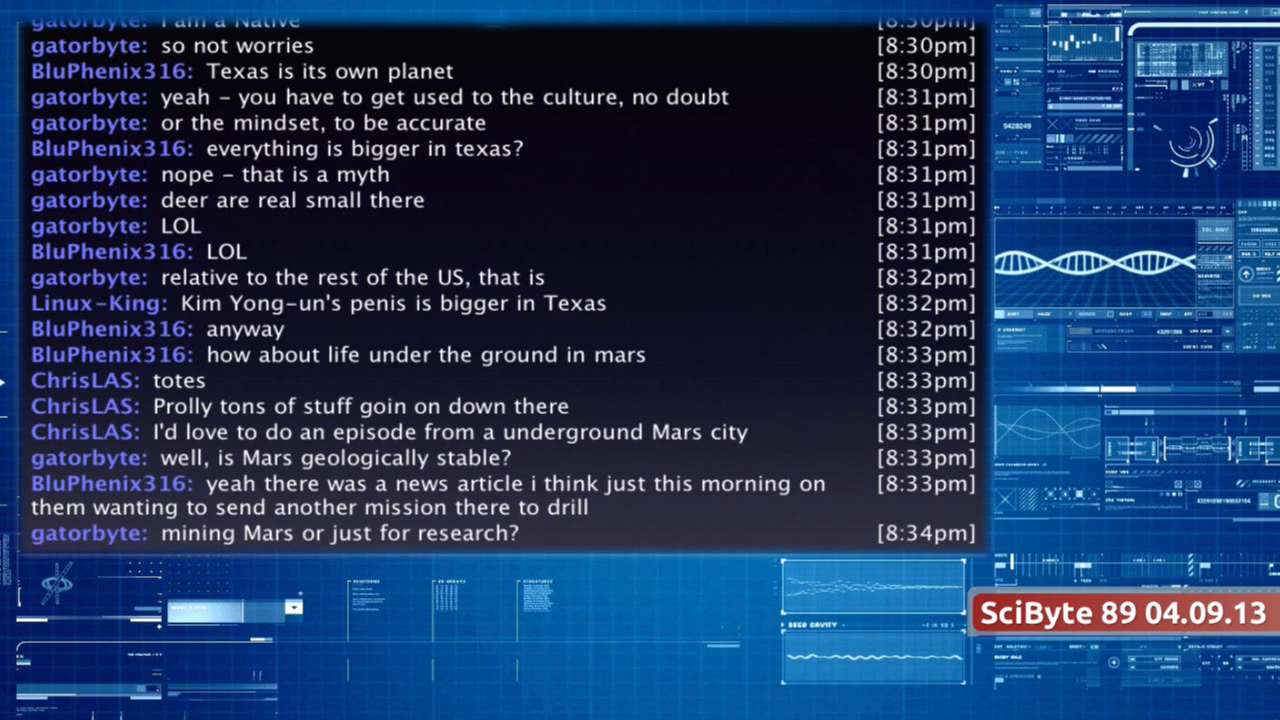 gatorbyte: I am a Native [8:30pm]
gatorbyte: so not worries [8:30pm]
BluPhenix316: Texas is its own planet [8:30pm]
gatorbyte: yeah – you have to get used to the culture, no doubt [8:31pm]
gatorbyte: or the mindset, to be accurate [8:31pm]
BluPhenix316: everything is bigger in texas? [8:31pm]
gatorbyte: nope – that is a myth [8:31pm]
gatorbyte: deer are real small there [8:31pm]
gatorbyte: LOL [8:31pm]
BluPhenix316: LOL [8:31pm]
gatorbyte: relative to the rest of the US, that is [8:32pm]
Linux-King: Kim Yong-un's penis is bigger in Texas [8:32pm]
BluPhenix316: anyway [8:32pm]
BluPhenix316: how about life under the ground in mars [8:33pm]
ChrisLAS: totes [8:33pm]
ChrisLAS: Prolly tons of stuff goin on down there [8:33pm]
ChrisLAS: I'd love to do an episode from a underground Mars city [8:33pm]
gatorbyte: well, is Mars geologically stable? [8:33pm]
BluPhenix316: yeah there was a nws article i think just this morning on [8:33pm]
them wanting to send another mission there to drill
gatorbyte: mining Mars or just for research? [8:34pm]
SciByte 89 04.09.13
9428249